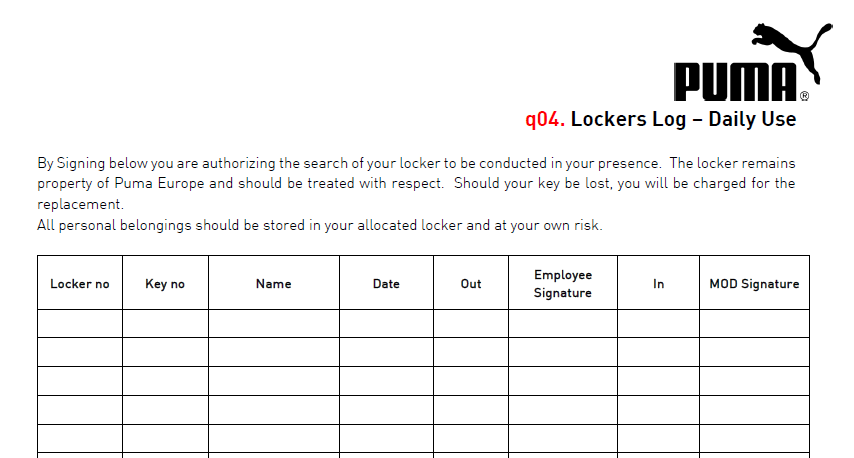 PUMA®
q04. Lockers Log – Daily Use
By Signing below you are authorizing the search of your locker to be conducted in your presence. The locker remains
property of Puma Europe and should be treated with respect. Should your key be lost, you will be charged for the
replacement.
All personal belongings should be stored in your allocated locker and at your own risk.
Locker no Key no Name Date Out Employee Signature In MOD Signature